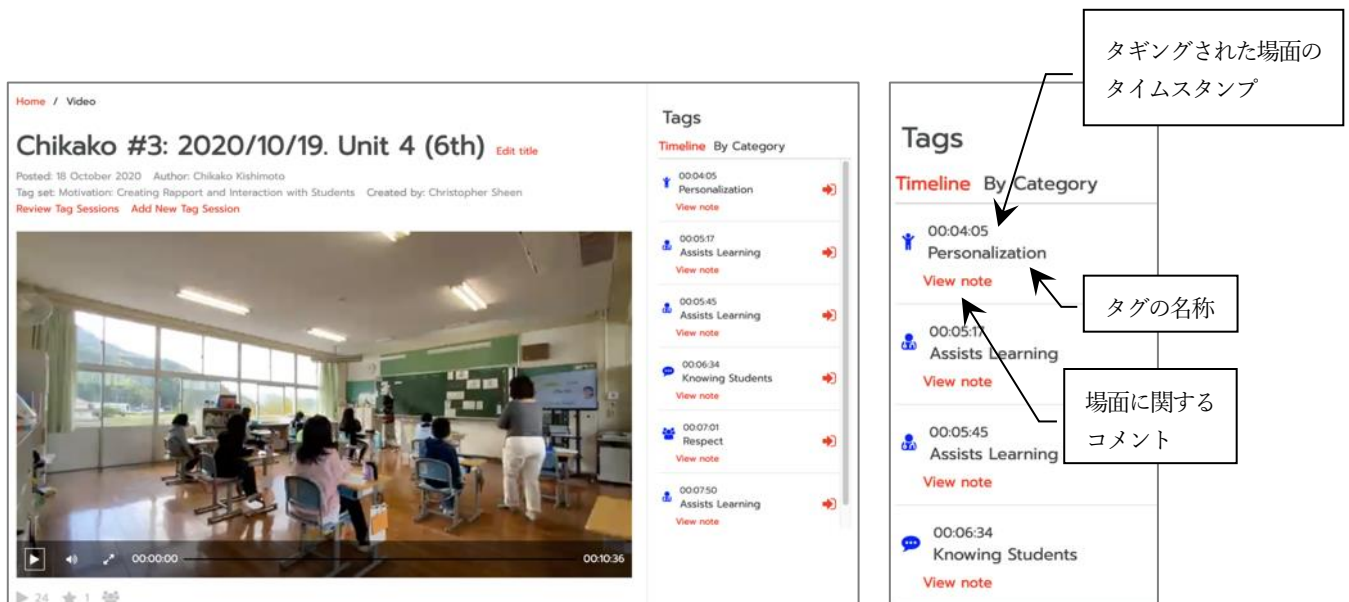 Home / Video
Chikako #3: 2020/10/19. Unit 4 (6th) Edit title
Posted: 18 October 2020 Author: Chikako Kishimoto
Tag set: Motivation: Creating Rapport and Interaction with Students Created by: Christopher Sheen
Review Tag Sessions Add New Tag Session
00:00:00
00:10:36
24 1
Tags
Timeline By Category
00:04:05
Personalization
View note
00:05:17
Assists Learning
View note
00:05:45
Assists Learning
View note
00:06:34
Knowing Students
View note
00:07:01
Respect
View note
00:07:50
Assists Learning
View note
タギングされた場面の
タイムスタンプ
Tags
Timeline By Category
00:04:05
Personalization
View note
タグの名称
00:05:17
Assists Learning
View note
場面に関する
コメント
00:05:45
Assists Learning
View note
00:06:34
Knowing Students
View note